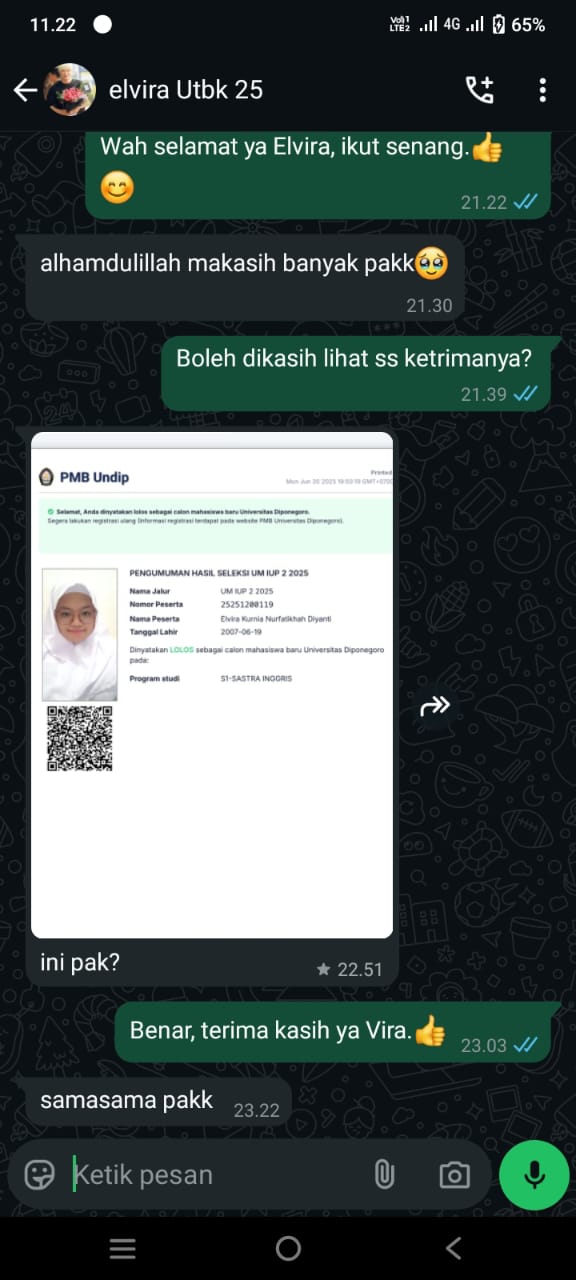 11.22
Vo))1 LTE2 4G 65%
elvira Utbk 25
Wah selamat ya Elvira, ikut senang.👍
😊
21.22
alhamdulillah makasih banyak pakk🥹
21.30
Boleh dikasih lihat ss ketrimanya?
21.39
PMB Undip
Printed
Mon Jun 30 2025
Selamat, Anda dinyatakan lolos sebagai calon mahasiswa baru Universitas Diponegoro.
Segera lakukan registrasi ulang (Informasi registrasi terdapat pada website PMB Universitas Diponegoro).
PENGUMUMAN HASIL SELEKSI UM IUP 2 2025
Nama Jalur UM IUP 2 2025
Nomor Peserta 25251200119
Nama Peserta Elvira Kurnia Nurfatikhah Diyanti
Tanggal Lahir 2007-06-19
Dinyatakan LOLOS sebagai calon mahasiswa baru Universitas Diponegoro
pada:
Program studi S1-SASTRA INGGRIS
ini pak?
22.51
Benar, terima kasih ya Vira.👍
23.03
samasama pakk
23.22
Ketik pesan